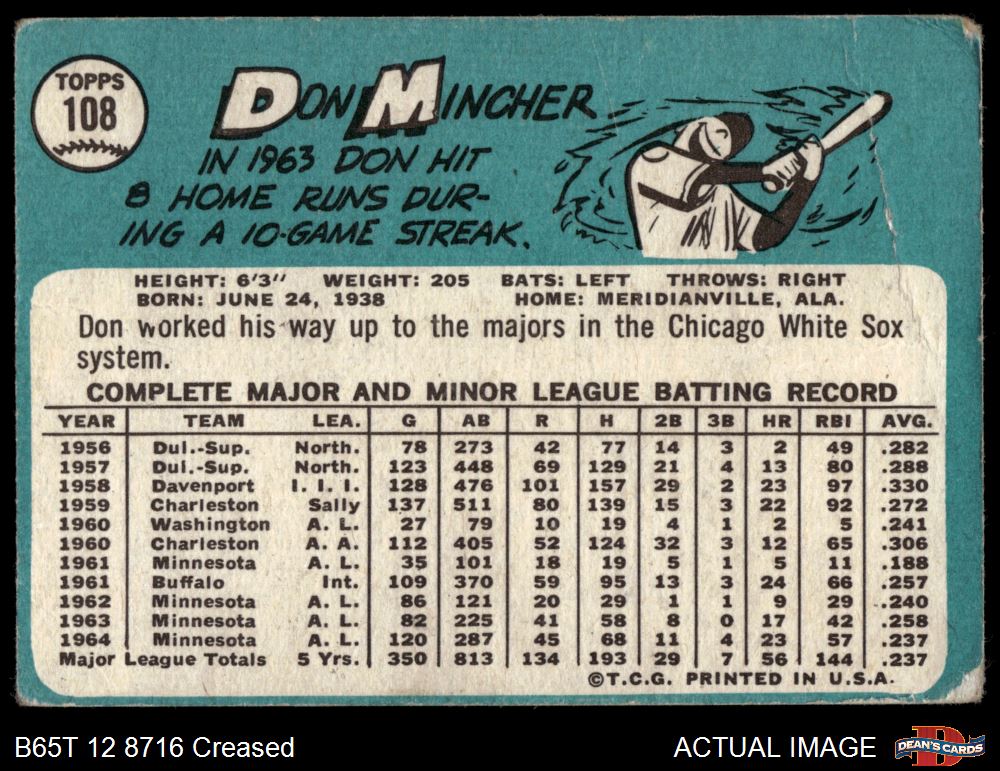 TOPPS
108
DON MINCHER
IN 1963 DON HIT
8 HOME RUNS DUR-
ING A 10-GAME STREAK.
HEIGHT: 6'3" WEIGHT: 205 BATS: LEFT THROWS: RIGHT
BORN: JUNE 24, 1938 HOME: MERIDIANVILLE, ALA.
Don worked his way up to the majors in the Chicago White Sox
system.
COMPLETE MAJOR AND MINOR LEAGUE BATTING RECORD
YEAR TEAM LEA. G AB R H 2B 3B HR RBI AVG.
1956 Dul.-Sup. North. 78 273 42 77 14 3 2 49 .282
1957 Dul.-Sup. North. 123 448 69 129 21 4 13 80 .288
1958 Davenport I. I. I. 128 476 101 157 29 2 23 97 .330
1959 Charleston Sally 137 511 80 139 15 3 22 92 .272
1960 Washington A. L. 27 79 10 19 4 1 2 5 .241
1960 Charleston A. A. 112 405 52 124 32 3 12 65 .306
1961 Minnesota A. L. 35 101 18 19 5 1 5 11 .188
1961 Buffalo Int. 109 370 59 95 13 3 24 66 .257
1962 Minnesota A. L. 86 121 20 29 1 1 9 29 .240
1963 Minnesota A. L. 82 225 41 58 8 0 17 42 .258
1964 Minnesota A. L. 120 287 45 68 11 4 23 57 .237
Major League Totals 5 Yrs. 350 813 134 193 29 7 56 144 .237
©T.C.G. PRINTED IN U.S.A.
B65T 12 8716 Creased
ACTUAL IMAGE
DEAN'S CARDS